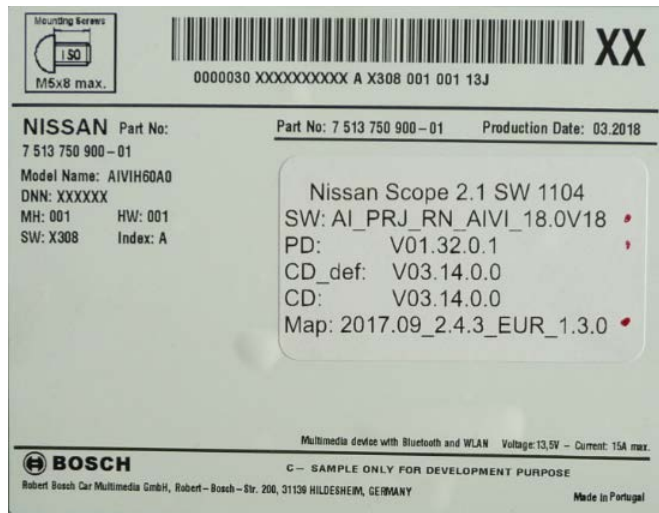 Mounting Screws
ISO
M5x8 max.
XX
0000030 XXXXXXXXXX A X308 001 001 13J
NISSAN Part No:
7 513 750 900-01
Model Name: AIVIH60A0
DNN: XXXXXX
MH: 001 HW: 001
SW: X308 Index: A
Part No: 7 513 750 900-01 Production Date: 03.2018
Nissan Scope 2.1 SW 1104
SW: AI_PRJ_RN_AIVI_18.0V18
PD: V01.32.0.1
CD_def: V03.14.0.0
CD: V03.14.0.0
Map: 2017.09_2.4.3_EUR_1.3.0
Multimedia device with Bluetooth and WLAN Voltage: 13,5V - Current: 15A max.
BOSCH
C- SAMPLE ONLY FOR DEVELOPMENT PURPOSE
Robert Bosch Car Multimedia GmbH, Robert-Bosch-Str. 200, 31139 HILDESHEIM, GERMANY
Made in Portugal